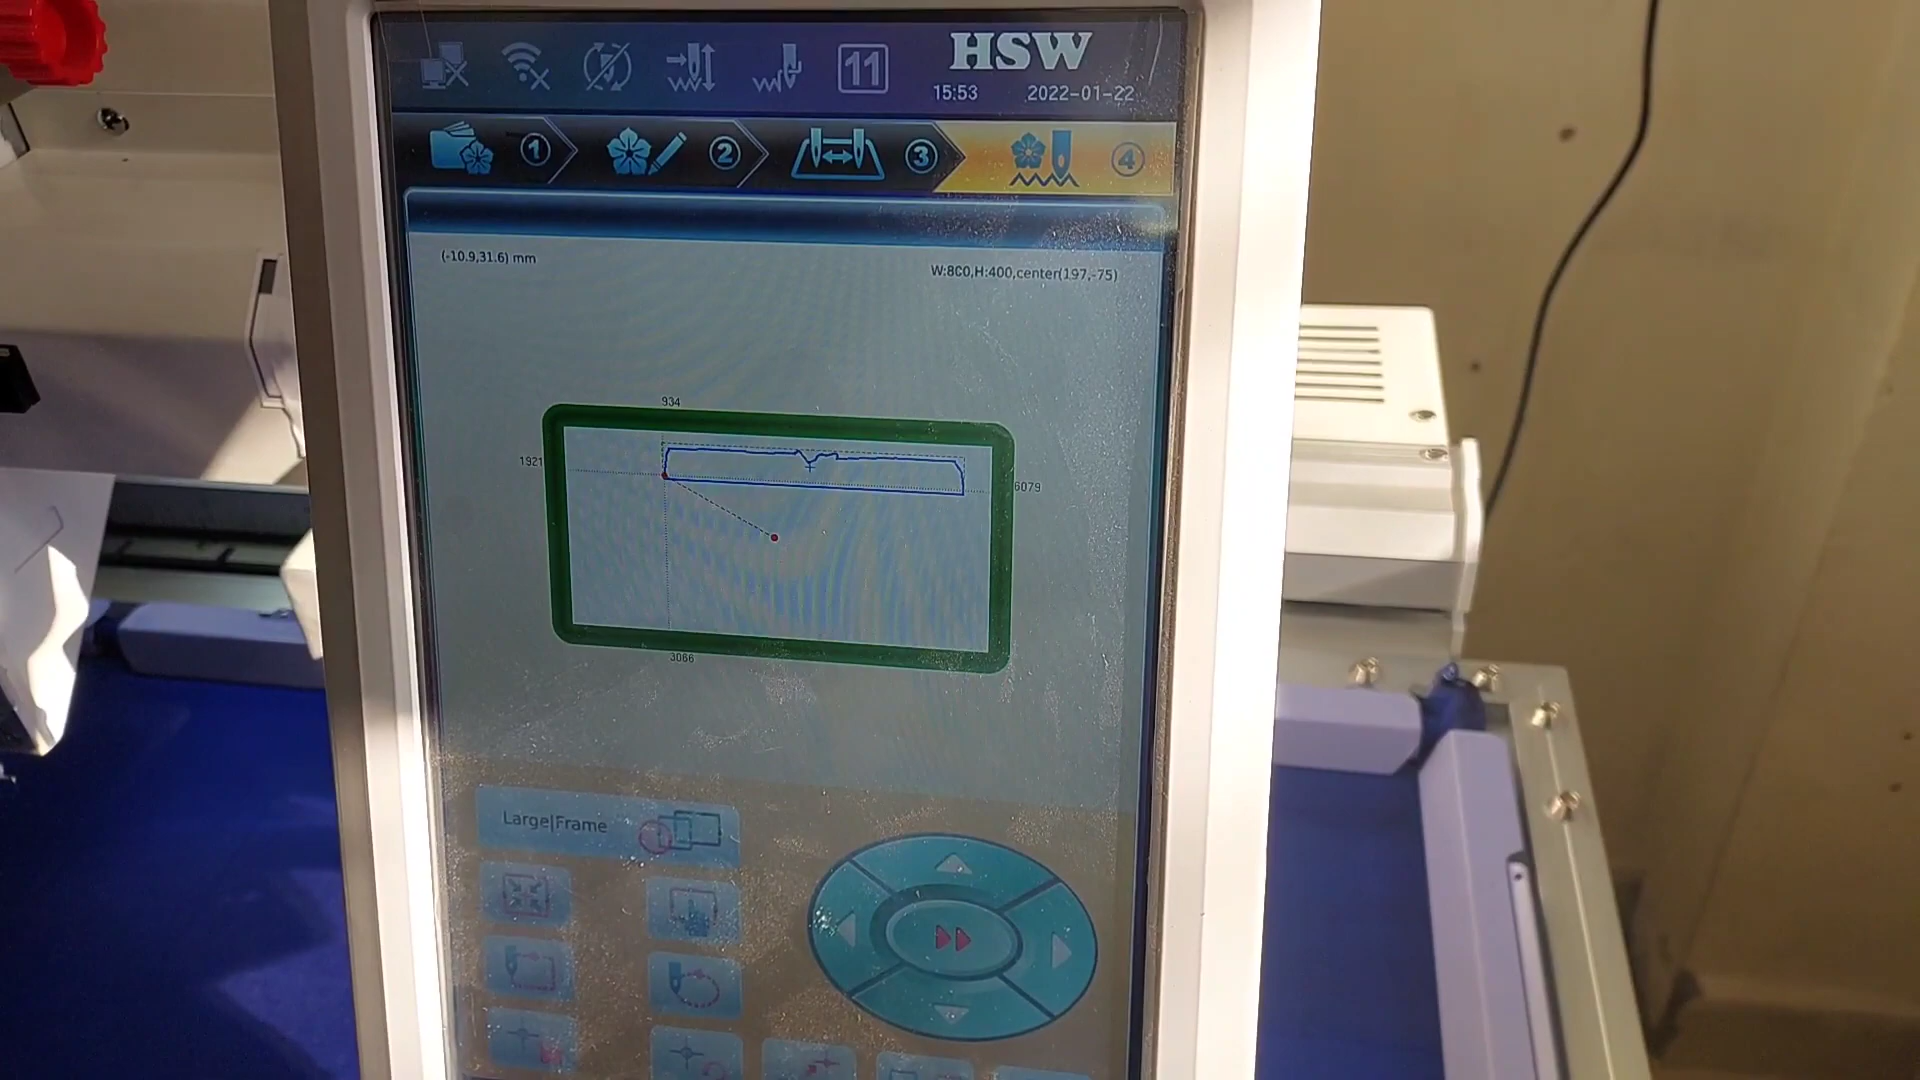 11
HSW
15:53 2022-01-22
1 2 3 4
(-10.9,31.6) mm
W:800,H:400,center(197,-75)
934
1921
6079
3066
Large|Frame